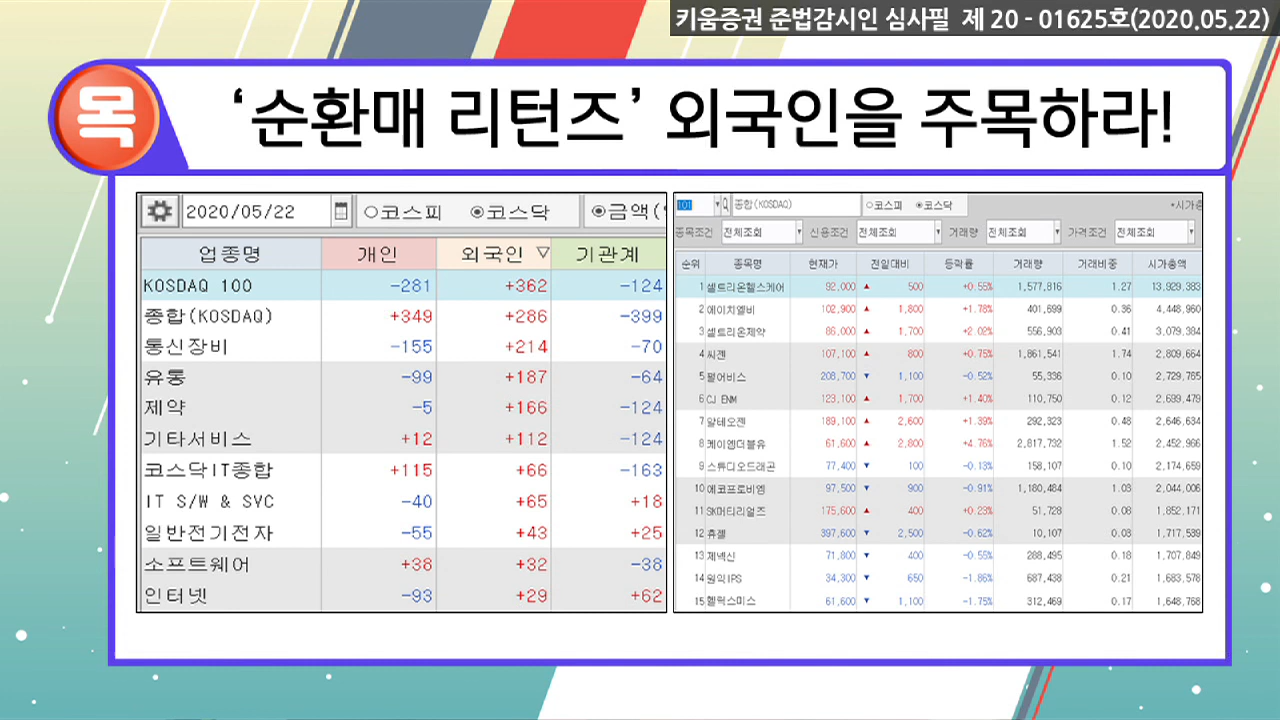 키움증권 준법감시인 심사필 제 20 - 01625호(2020.05.22)
목
‘순환매 리턴즈’ 외국인을 주목하라!
2020/05/22 ○코스피 ◉코스닥 ◉금액(
업종명 개인 외국인 ▽ 기관계
KOSDAQ 100 -281 +362 -124
종합(KOSDAQ) +349 +286 -399
통신장비 -155 +214 -70
유통 -99 +187 -64
제약 -5 +166 -124
기타서비스 +12 +112 -124
코스닥IT종합 +115 +66 -163
IT S/W & SVC -40 +65 +18
일반전기전자 -55 +43 +25
소프트웨어 +38 +32 -38
인터넷 -93 +29 +62
101 종합(KOSDAQ) ○코스피 ◉코스닥 *시가총
종목조건 전체조회 신용조건 전체조회 거래량 전체조회 가격조건 전체조회
순위 종목명 현재가 전일대비 등락률 거래량 거래비중 시가총액
1 셀트리온헬스케어 92,000 ▲ 500 +0.55% 1,577,816 1.27 13,929,383
2 에이치엘비 102,900 ▲ 1,800 +1.78% 401,699 0.36 4,448,960
3 셀트리온제약 86,000 ▲ 1,700 +2.02% 556,903 0.41 3,079,384
4 씨젠 107,100 ▲ 800 +0.75% 1,861,541 1.74 2,809,664
5 펄어비스 208,700 ▼ 1,100 -0.52% 55,336 0.10 2,729,765
6 CJ ENM 123,100 ▲ 1,700 +1.40% 110,750 0.12 2,689,479
7 알테오젠 189,100 ▲ 2,600 +1.39% 292,323 0.48 2,646,634
8 케이엠더블유 61,600 ▲ 2,800 +4.76% 2,817,732 1.52 2,452,966
9 스튜디오드래곤 77,400 ▼ 100 -0.13% 158,107 0.10 2,174,659
10 에코프로비엠 97,500 ▼ 900 -0.91% 1,180,484 1.03 2,044,006
11 SK머티리얼즈 175,600 ▲ 400 +0.23% 51,728 0.08 1,852,171
12 휴젤 397,600 ▼ 2,500 -0.62% 10,107 0.03 1,717,539
13 제넥신 71,800 ▼ 400 -0.55% 288,495 0.18 1,707,849
14 원익IPS 34,300 ▼ 650 -1.86% 687,438 0.21 1,683,578
15 헬릭스미스 61,600 ▼ 1,100 -1.75% 312,469 0.17 1,648,768